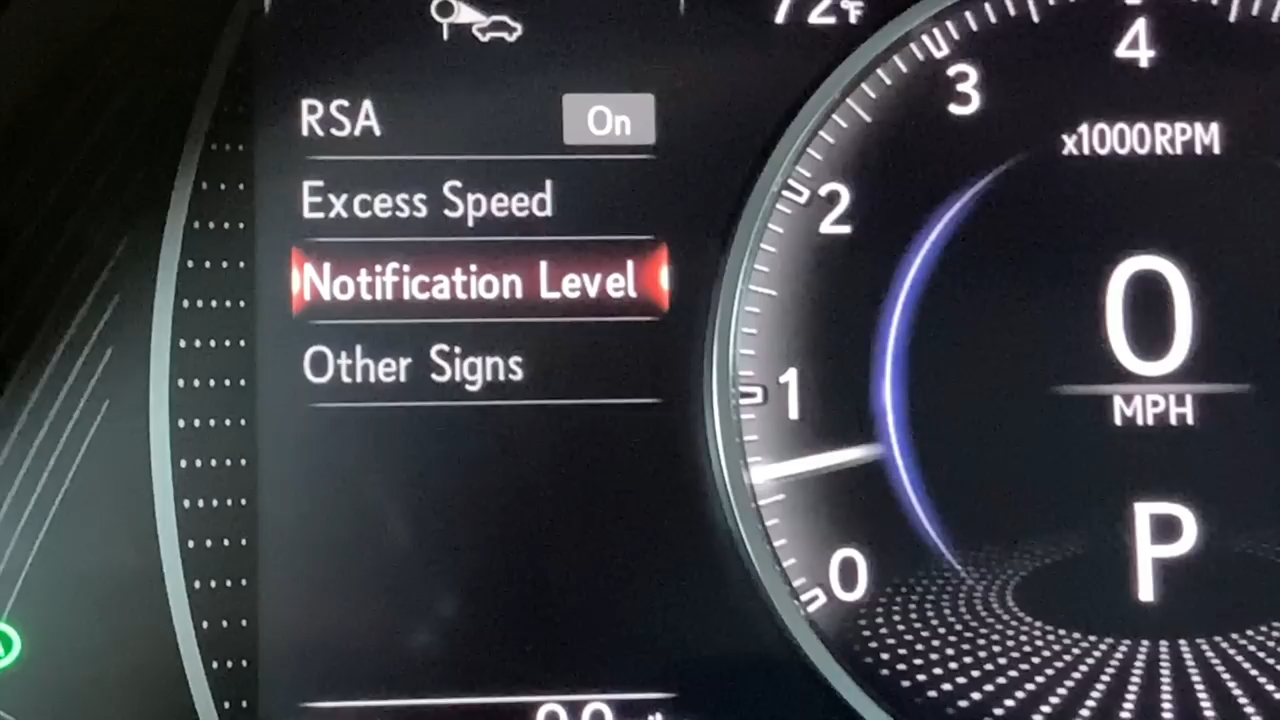 72°F
RSA On
Excess Speed
Notification Level
Other Signs
4
3
x1000RPM
2
0
MPH
1
P
0